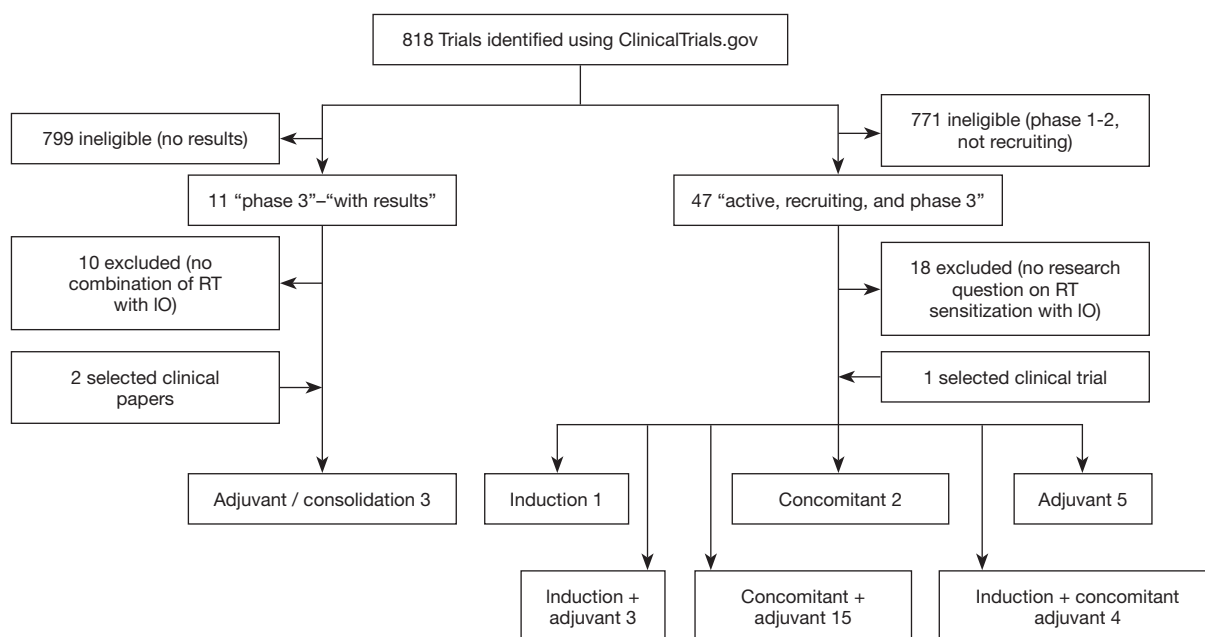 818 Trials identified using ClinicalTrials.gov
799 ineligible (no results)
771 ineligible (phase 1-2,
not recruiting)
11 “phase 3”–“with results”
47 “active, recruiting, and phase 3”
10 excluded (no
combination of RT
with IO)
18 excluded (no research
question on RT
sensitization with IO)
2 selected clinical
papers
1 selected clinical trial
Adjuvant / consolidation 3
Induction 1
Concomitant 2
Adjuvant 5
Induction +
adjuvant 3
Concomitant +
adjuvant 15
Induction + concomitant
adjuvant 4